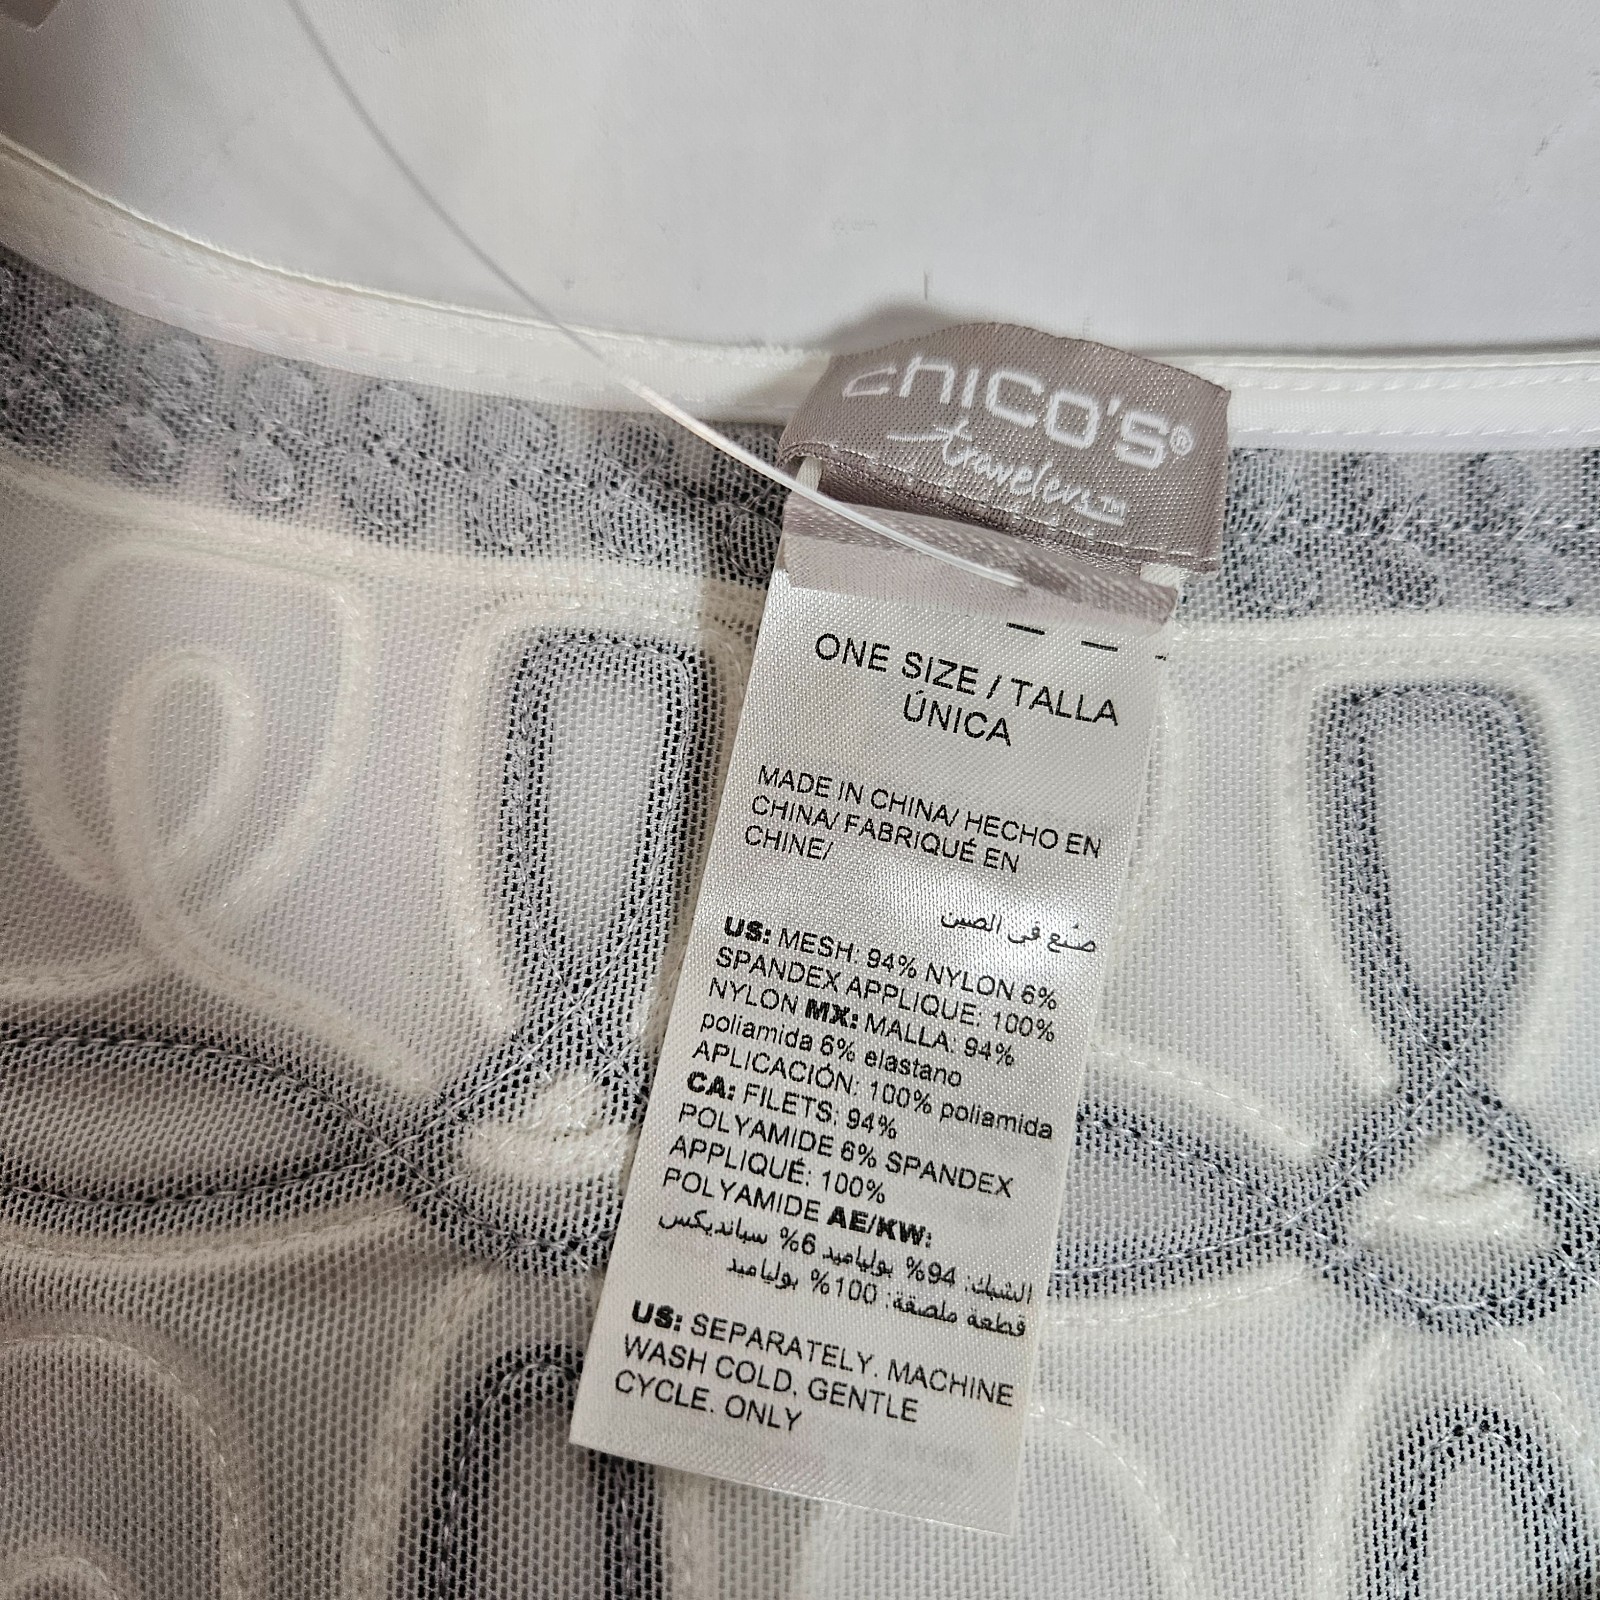 CHICO'S®
travelers™
ONE SIZE / TALLA
ÚNICA
MADE IN CHINA/ HECHO EN
CHINA/ FABRIQUÉ EN
CHINE/
صُنع في الصين
US: MESH: 94% NYLON 6%
SPANDEX APPLIQUE: 100%
NYLON MX: MALLA: 94%
poliamida 6% elastano
APLICACIÓN: 100% poliamida
CA: FILETS: 94%
POLYAMIDE 6% SPANDEX
APPLIQUÉ: 100%
POLYAMIDE AE/KW:
الشبك: 94% بولياميد 6% سباندیکس
قطعة ملصقة: 100% بولياميد
US: SEPARATELY. MACHINE
WASH COLD. GENTLE
CYCLE. ONLY